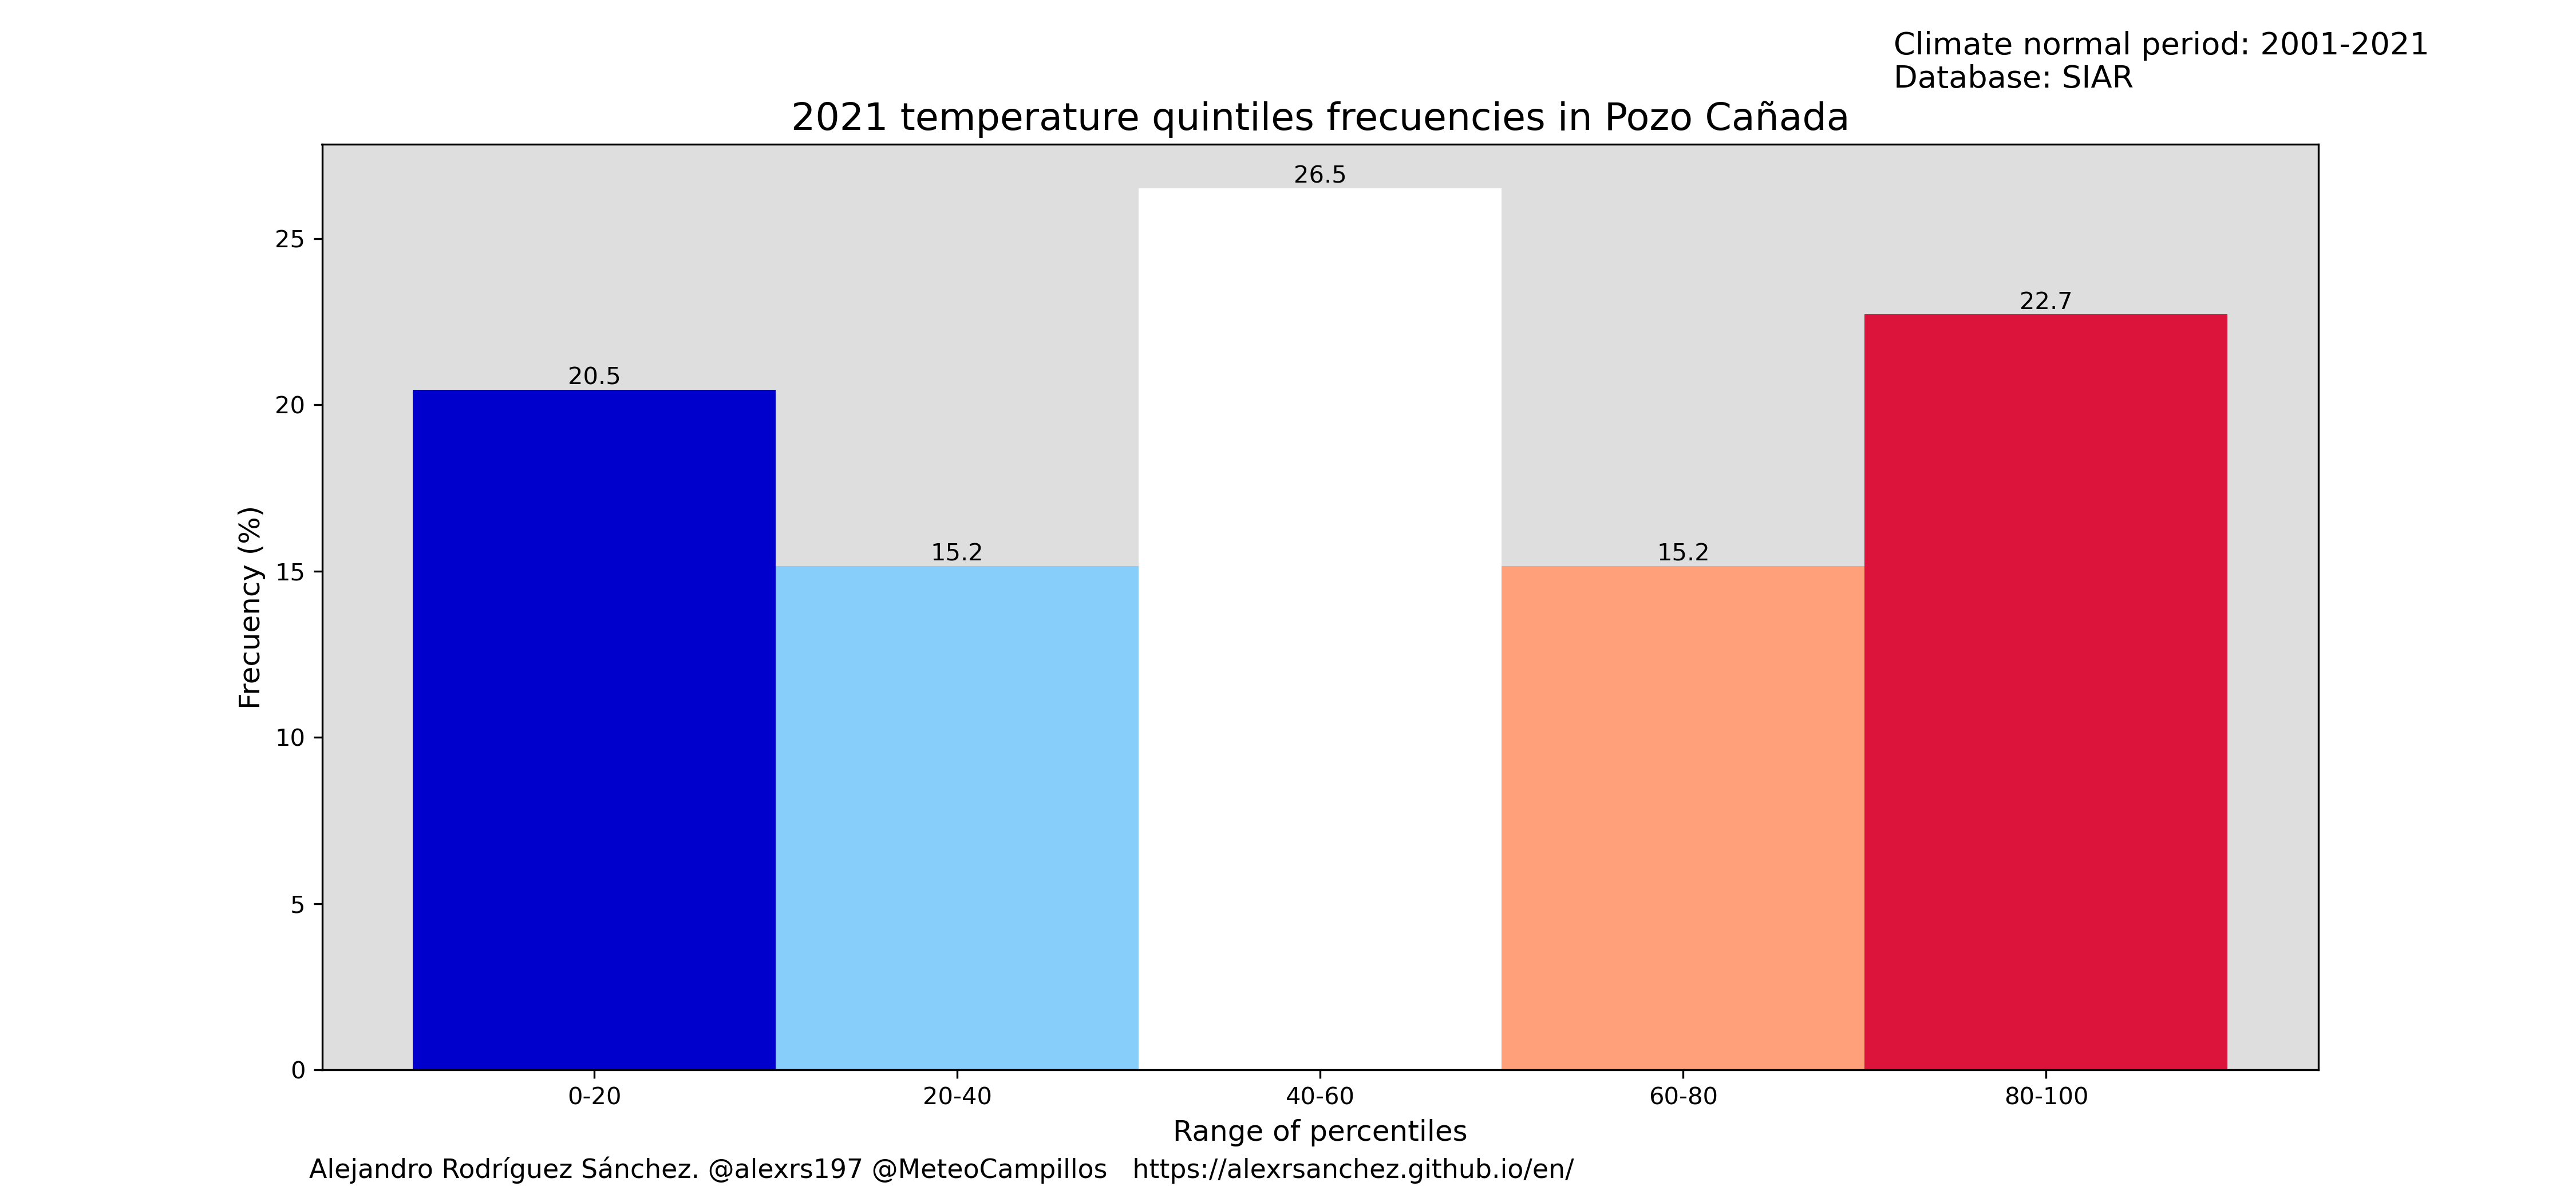 Climate normal period: 2001-2021
Database: SIAR
2021 temperature quintiles frecuencies in Pozo Cañada
Frecuency (%)
25
20
15
10
5
0
20.5
15.2
26.5
15.2
22.7
0-20
20-40
40-60
60-80
80-100
Range of percentiles
Alejandro Rodríguez Sánchez. @alexrs197 @MeteoCampillos   https://alexrsanchez.github.io/en/